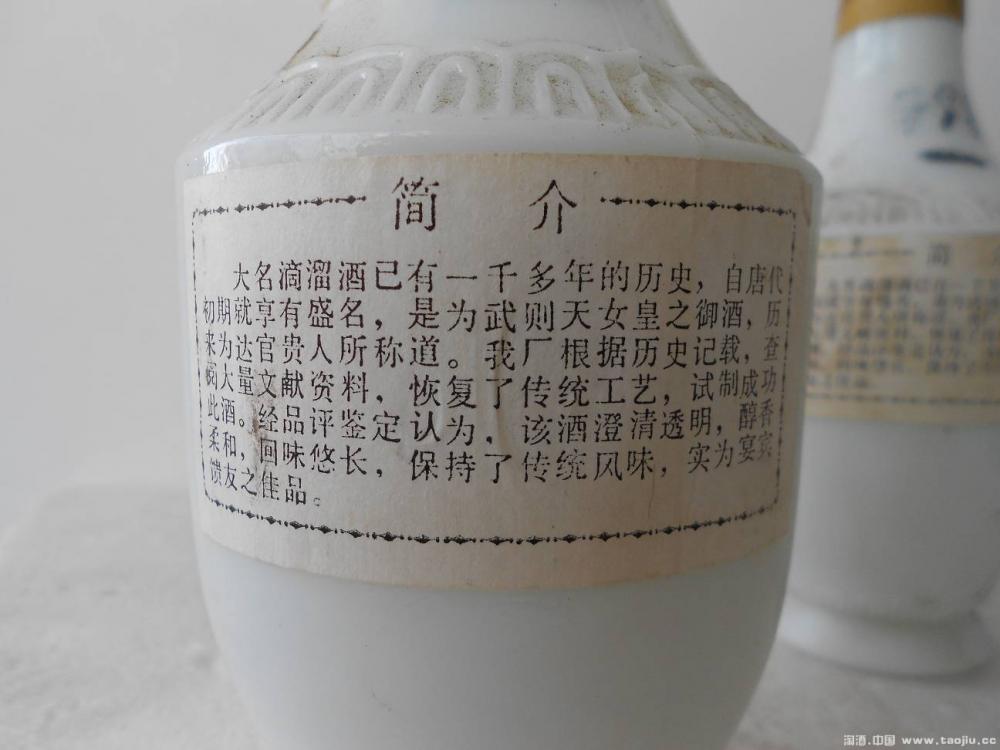 简 介
大名滴溜酒已有一千多年的历史，自唐代
初期就享有盛名，是为武则天女皇之御酒，历
来为达官贵人所称道。我厂根据历史记载，查
阅大量文献资料，恢复了传统工艺，试制成功
此酒。经品评鉴定认为，该酒澄清透明，醇香
柔和，回味悠长，保持了传统风味，实为宴宾
馈友之佳品。
简
淘酒.中国 www.taojiu.cc